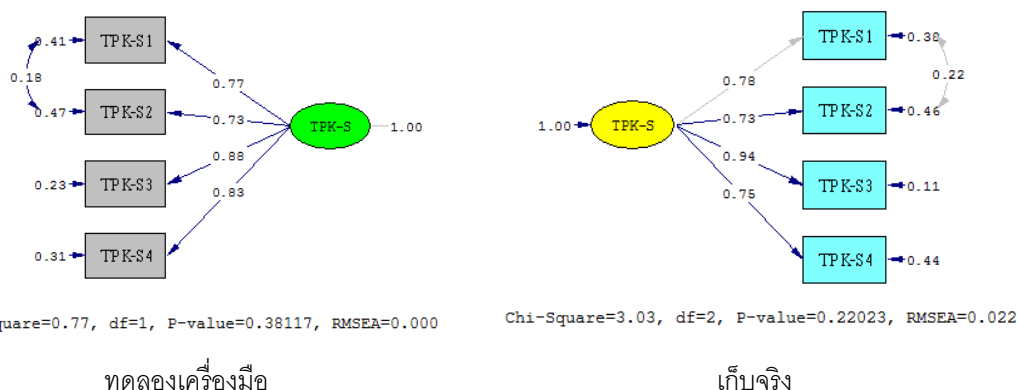 0.41 TPK-S1
0.18
0.77
0.47 TPK-S2
0.73
TPK-S 1.00
0.88
0.23 TPK-S3
0.83
0.31 TPK-S4
quare=0.77, df=1, P-value=0.38117, RMSEA=0.000
ทดลองเครื่องมือ
TPK-S1 0.38
0.78
0.22
TPK-S2 0.46
0.73
1.00 TPK-S
0.94
TPK-S3 0.11
0.75
TPK-S4 0.44
Chi-Square=3.03, df=2, P-value=0.22023, RMSEA=0.022
เก็บจริง